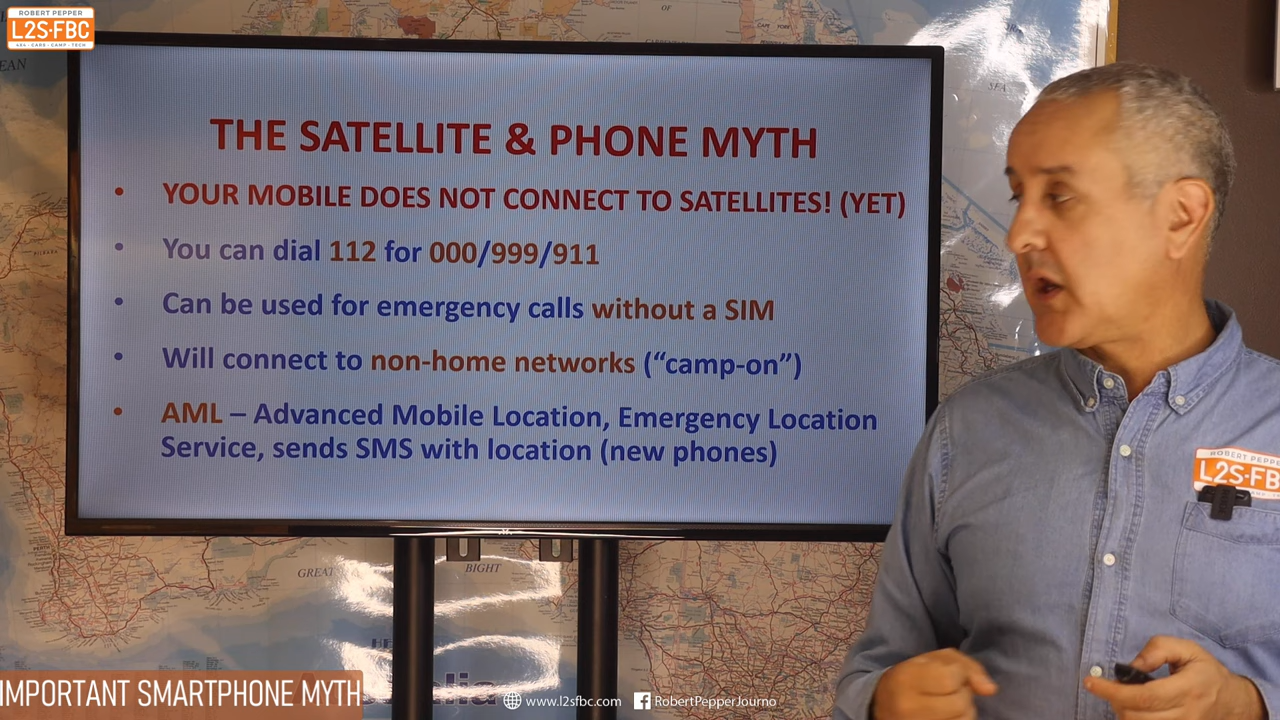 ROBERT PEPPER
L2S-FBC
4X4 - CARS - CAMP - TECH
THE SATELLITE & PHONE MYTH
• YOUR MOBILE DOES NOT CONNECT TO SATELLITES! (YET)
• You can dial 112 for 000/999/911
• Can be used for emergency calls without a SIM
• Will connect to non-home networks (“camp-on”)
• AML – Advanced Mobile Location, Emergency Location
Service, sends SMS with location (new phones)
ROBERT PEPPE
L2S-FB
GREAT
BIGHT
IMPORTANT SMARTPHONE MYTH
www.l2sfbc.com
RobertPepperJourno